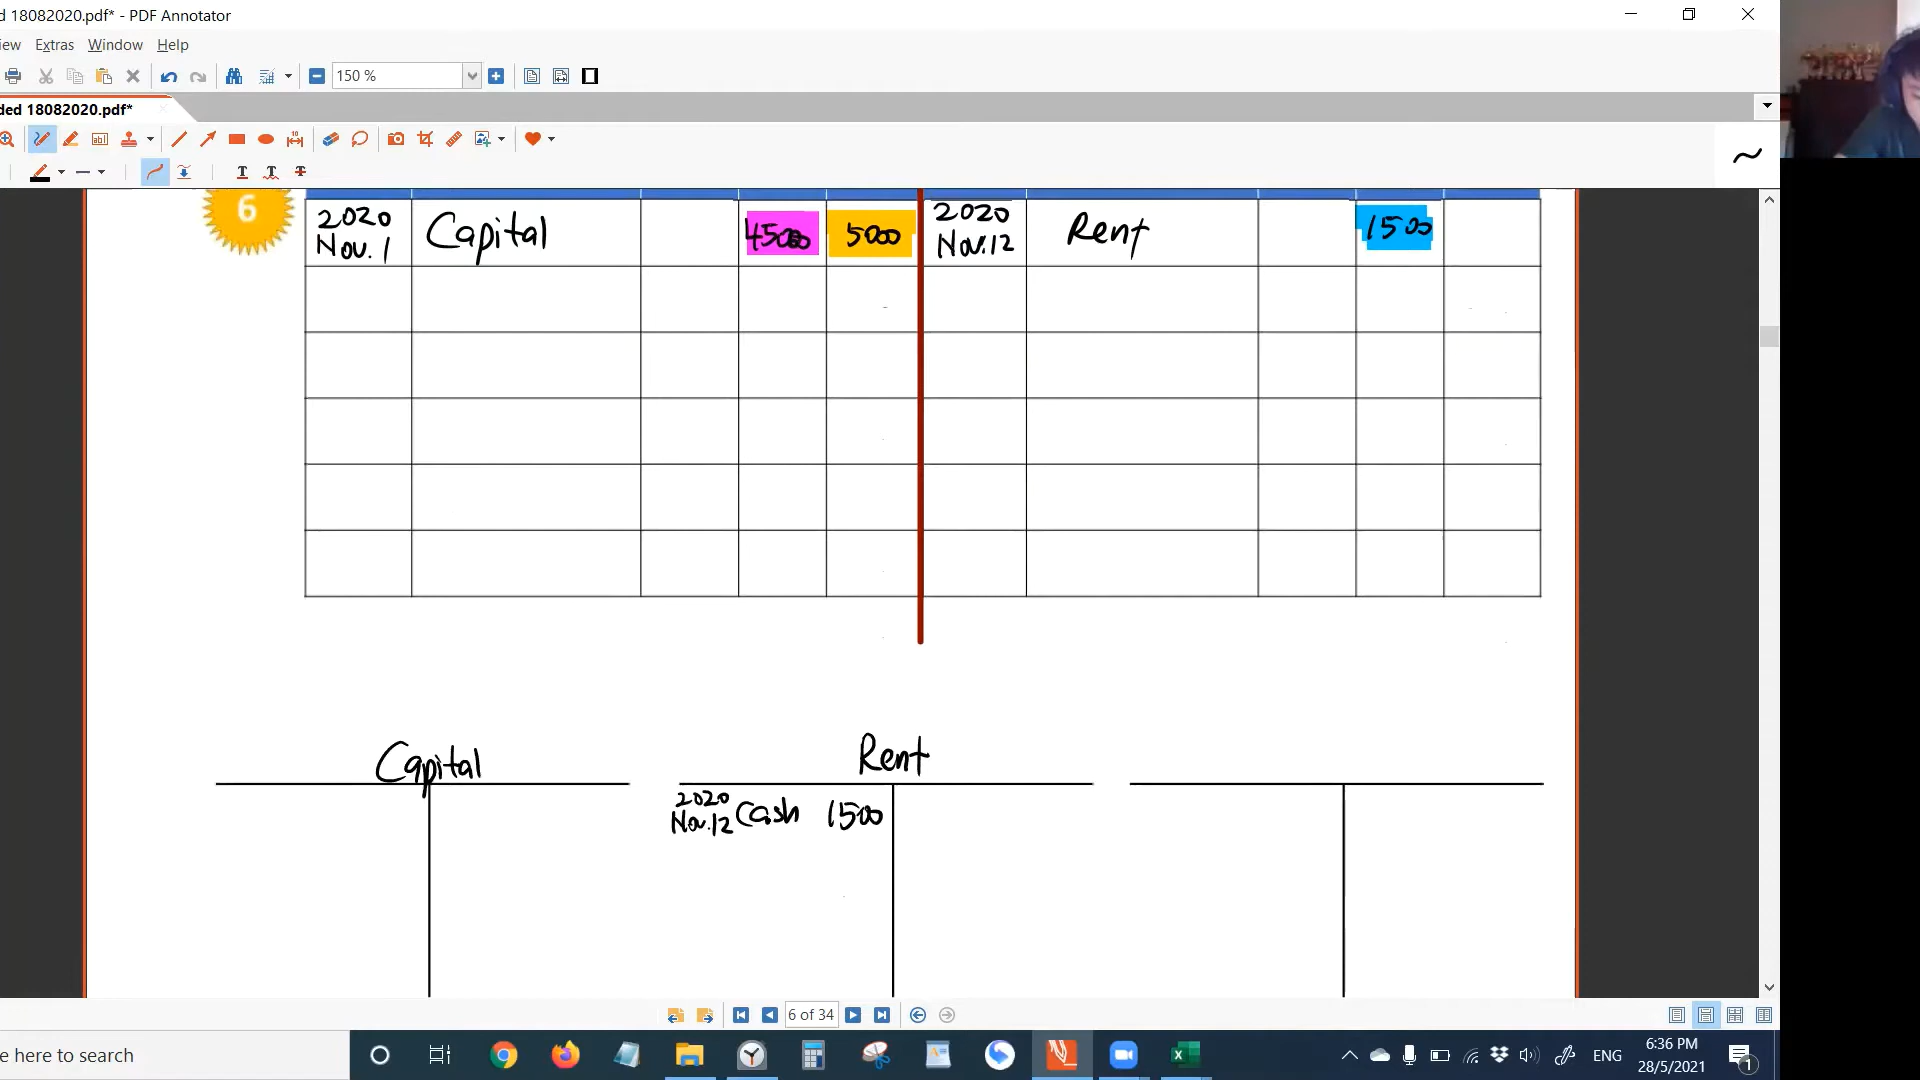 d 18082020.pdf* - PDF Annotator
iew Extras Window Help
150 %
ded 18082020.pdf*
6
2020
Nov. 1
Capital
45000
5000
2020
Nov.12
Rent
1500
Capital
Rent
2020
Nov.12
Cash 1500
6 of 34
e here to search
ENG
6:36 PM
28/5/2021
1